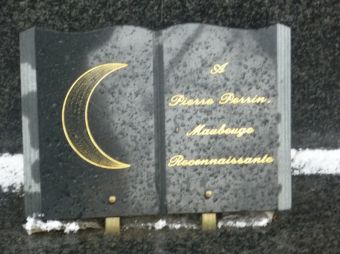 A
Pierre Perrin,
Maubeuge
Reconnaissante